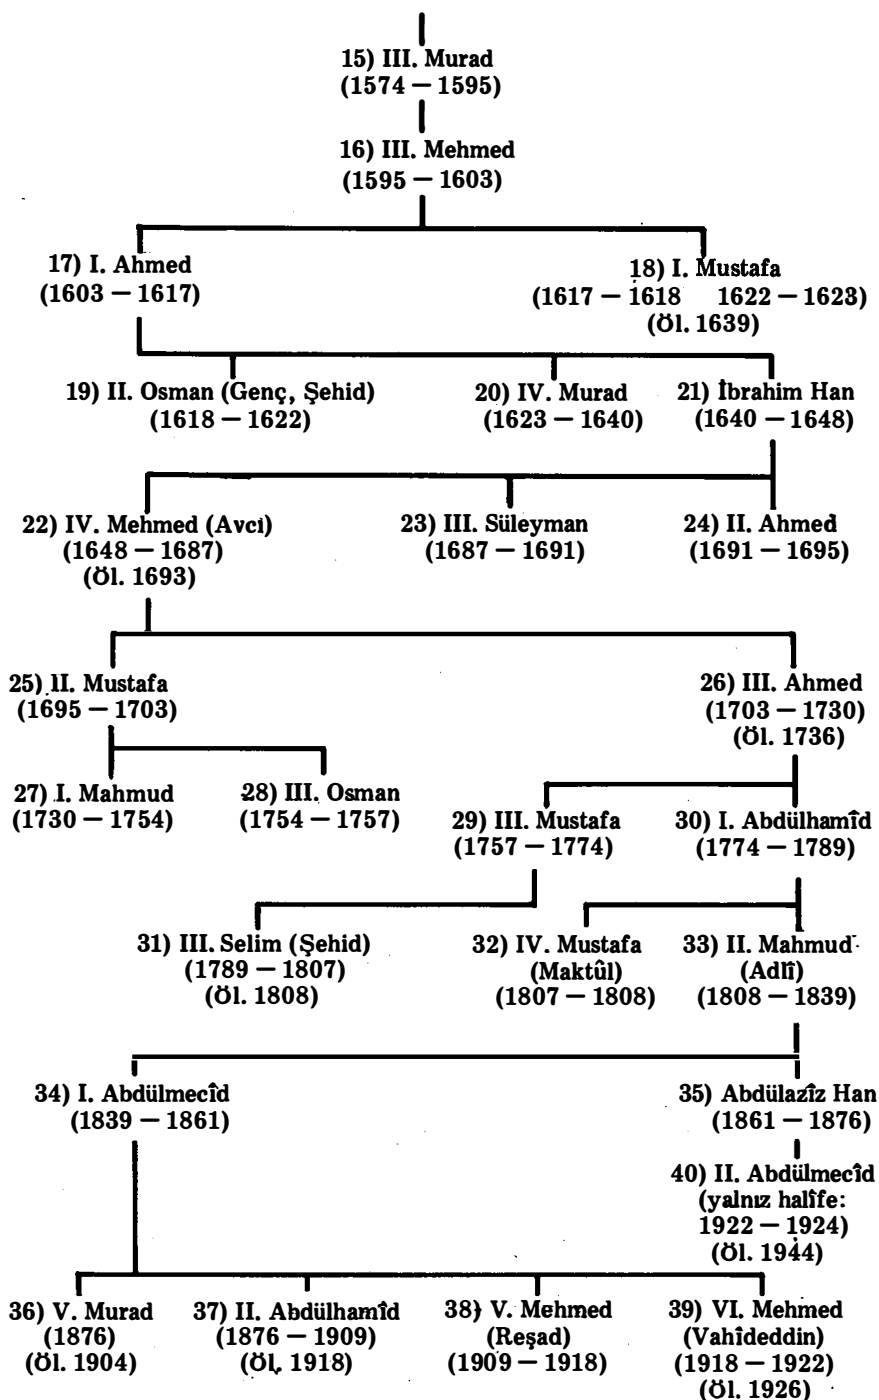 15) III. Murad
(1574 — 1595)
16) III. Mehmed
(1595 — 1603)
17) I. Ahmed
(1603 — 1617)
18) I. Mustafa
(1617 — 1618 1622 — 1623)
(Öl. 1639)
19) II. Osman (Genç, Şehid)
(1618 — 1622)
20) IV. Murad
(1623 — 1640)
21) İbrahim Han
(1640 — 1648)
22) IV. Mehmed (Avcı)
(1648 — 1687)
(Öl. 1693)
23) III. Süleyman
(1687 — 1691)
24) II. Ahmed
(1691 — 1695)
25) II. Mustafa
(1695 — 1703)
26) III. Ahmed
(1703 — 1730)
(Öl. 1736)
27) I. Mahmud
(1730 — 1754)
28) III. Osman
(1754 — 1757)
29) III. Mustafa
(1757 — 1774)
30) I. Abdülhamîd
(1774 — 1789)
31) III. Selim (Şehid)
(1789 — 1807)
(Öl. 1808)
32) IV. Mustafa
(Maktûl)
(1807 — 1808)
33) II. Mahmud
(Adlî)
(1808 — 1839)
34) I. Abdülmecîd
(1839 — 1861)
35) Abdülazîz Han
(1861 — 1876)
40) II. Abdülmecîd
(yalnız halîfe:
1922 — 1924)
(Öl. 1944)
36) V. Murad
(1876)
(Öl. 1904)
37) II. Abdülhamîd
(1876 — 1909)
(Öl. 1918)
38) V. Mehmed
(Reşad)
(1909 — 1918)
39) VI. Mehmed
(Vahîdeddin)
(1918 — 1922)
(Öl. 1926)